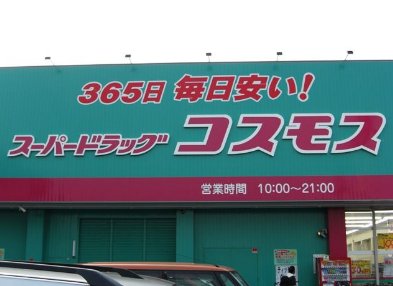 365日 毎日安い!
スーパードラッグ コスモス
営業時間 10:00〜21:00